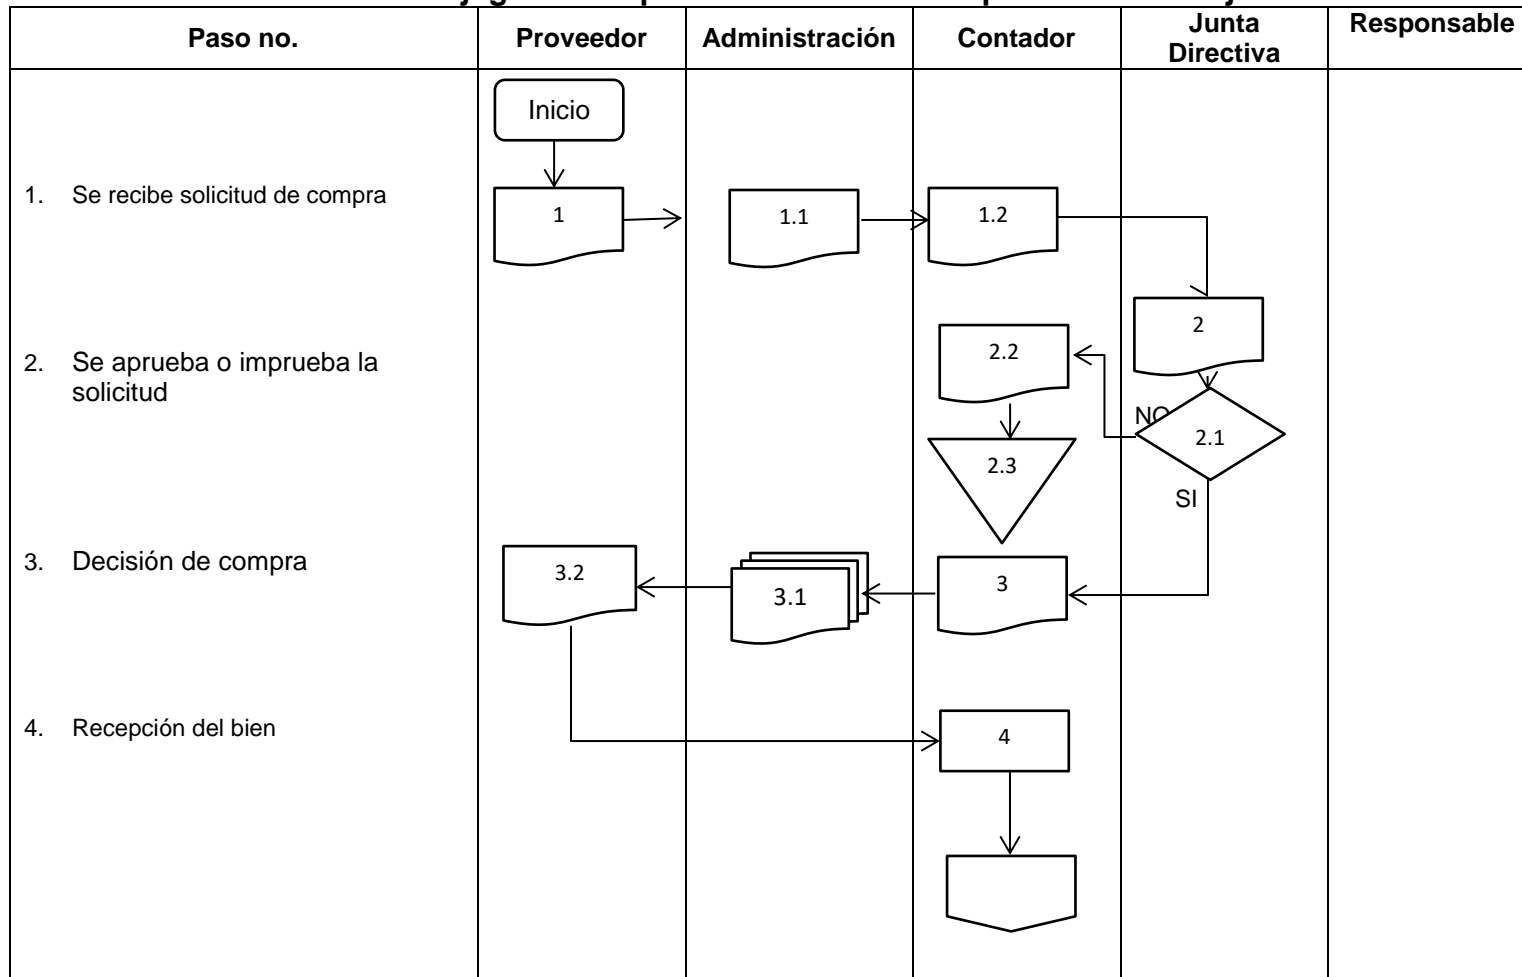 Paso no.
Proveedor
Administración
Contador
Junta
Directiva
Responsable
Inicio
1. Se recibe solicitud de compra
1
1.1
1.2
2
2. Se aprueba o imprueba la
solicitud
2.2
NO
2.1
2.3
SI
3. Decisión de compra
3.2
3.1
3
4. Recepción del bien
4